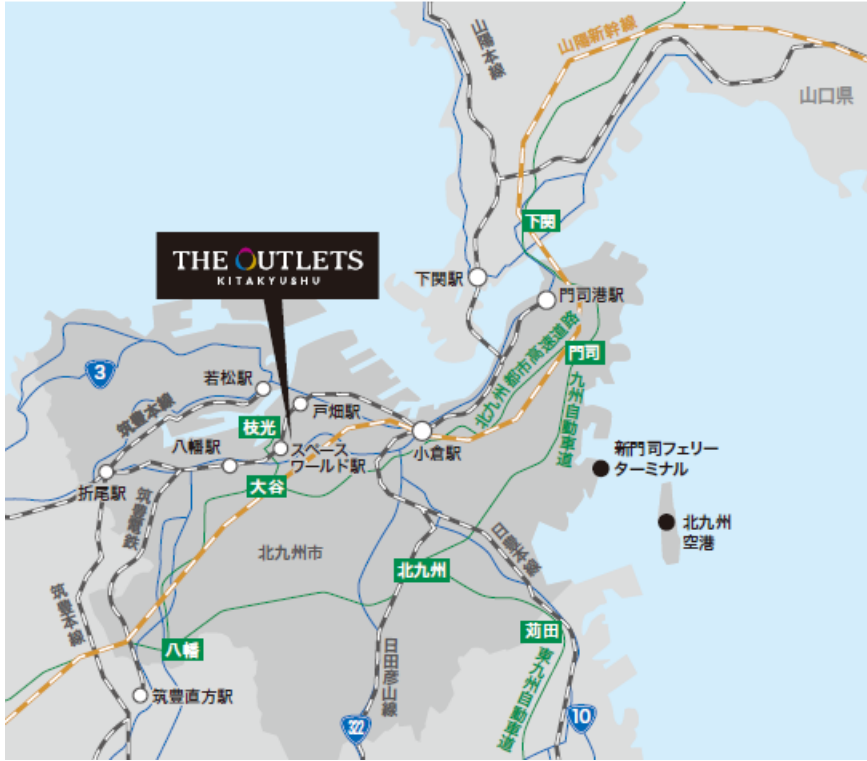 山陽本線
山陽新幹線
山口県
下関
THE OUTLETS
KITAKYUSHU
下関駅
門司港駅
北九州都市高速道路
門司
九州自動車道
3
若松駅
筑豊本線
戸畑駅
枝光
八幡駅
スペース
ワールド駅
小倉駅
新門司フェリー
ターミナル
折尾駅
大谷
筑豊電鉄
北九州
空港
日豊本線
北九州市
北九州
筑豊本線
八幡
苅田
日田彦山線
東九州自動車道
筑豊直方駅
322
10